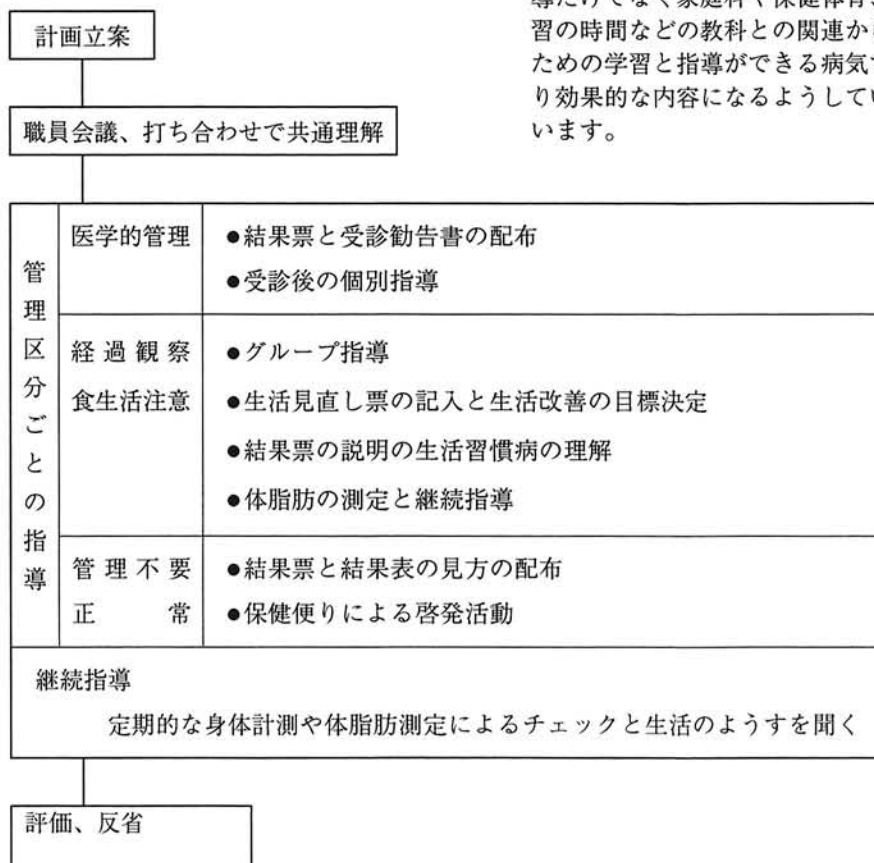 導だけでなく家庭科や保健体育
習の時間などの教科との関連か
ための学習と指導ができる病気
り効果的な内容になるようして
います。
計画立案
職員会議、打ち合わせで共通理解
管理区分ごとの指導
医学的管理
●結果票と受診勧告書の配布
●受診後の個別指導
経過観察
食生活注意
●グループ指導
●生活見直し票の記入と生活改善の目標決定
●結果票の説明の生活習慣病の理解
●体脂肪の測定と継続指導
管理不要
正常
●結果票と結果表の見方の配布
●保健便りによる啓発活動
継続指導
定期的な身体計測や体脂肪測定によるチェックと生活のようすを聞く
評価、反省